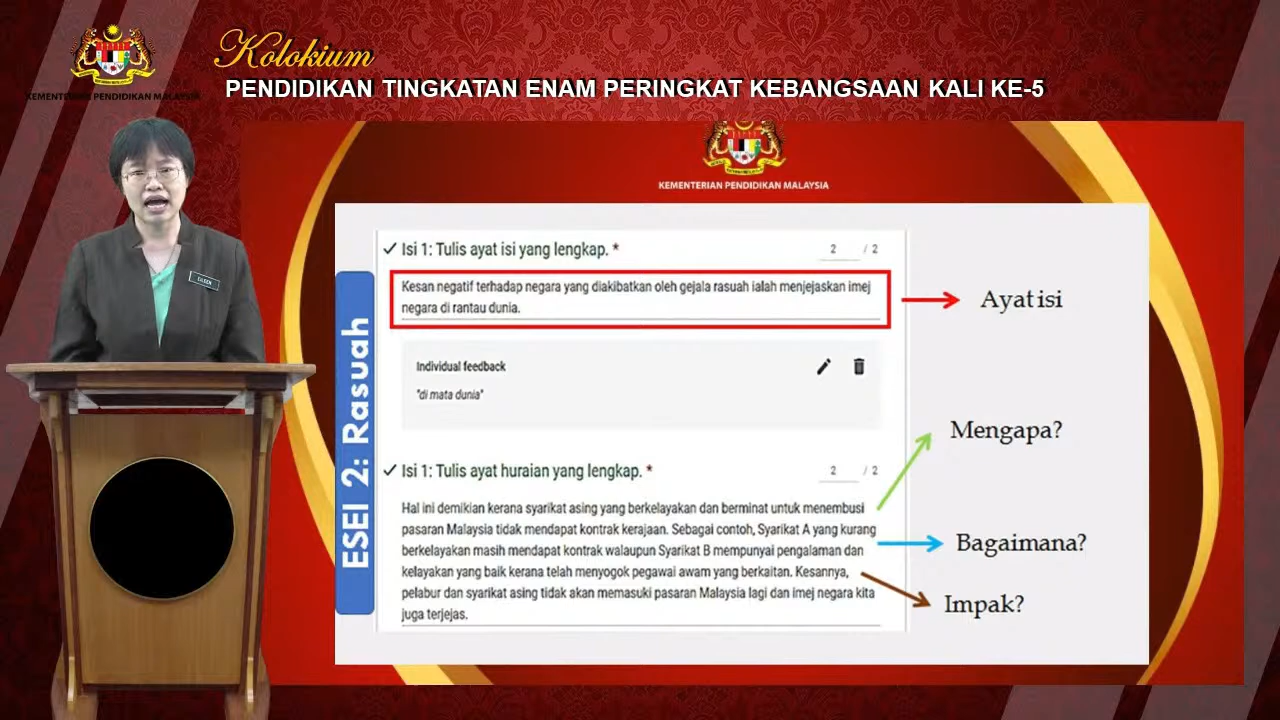 Kolokium
PENDIDIKAN TINGKATAN ENAM PERINGKAT KEBANGSAAN KALI KE-5
KEMENTERIAN PENDIDIKAN MALAYSIA
KEMENTERIAN PENDIDIKAN MALAYSIA
ESEI 2: Rasuah
Isi 1: Tulis ayat isi yang lengkap. *
2 / 2
Kesan negatif terhadap negara yang diakibatkan oleh gejala rasuah ialah menjejaskan imej
negara di rantau dunia.
Ayat isi
Individual feedback
"di mata dunia"
Isi 1: Tulis ayat huraian yang lengkap. *
2 / 2
Hal ini demikian kerana syarikat asing yang berkelayakan dan berminat untuk menembusi
pasaran Malaysia tidak mendapat kontrak kerajaan. Sebagai contoh, Syarikat A yang kurang
berkelayakan masih mendapat kontrak walaupun Syarikat B mempunyai pengalaman dan
kelayakan yang baik kerana telah menyogok pegawai awam yang berkaitan. Kesannya,
pelabur dan syarikat asing tidak akan memasuki pasaran Malaysia lagi dan imej negara kita
juga terjejas.
Mengapa?
Bagaimana?
Impak?